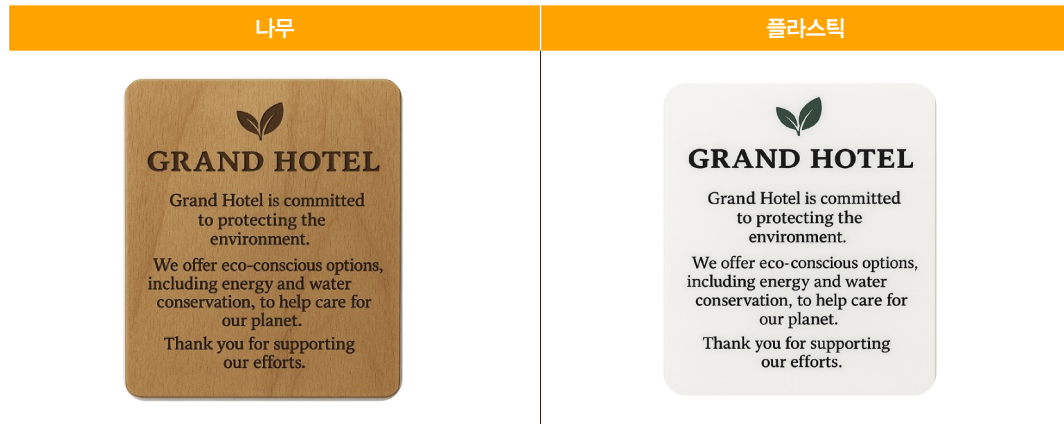 나무
GRAND HOTEL
Grand Hotel is committed
to protecting the
environment.
We offer eco-conscious options,
including energy and water
conservation, to help care for
our planet.
Thank you for supporting
our efforts.
플라스틱
GRAND HOTEL
Grand Hotel is committed
to protecting the
environment.
We offer eco-conscious options,
including energy and water
conservation, to help care for
our planet.
Thank you for supporting
our efforts.